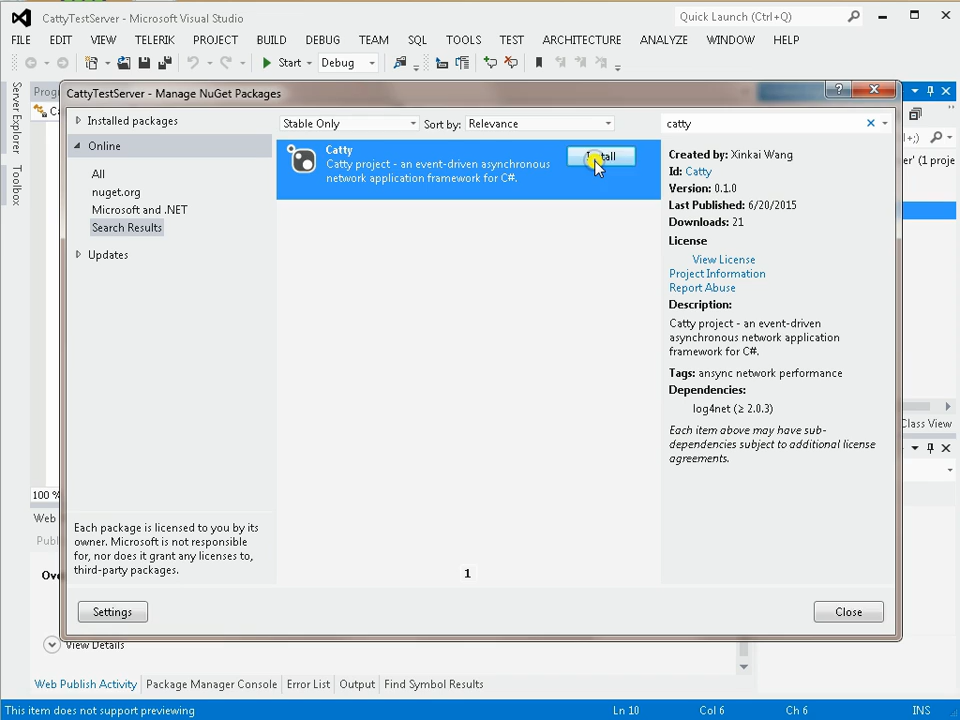 CattyTestServer - Microsoft Visual Studio
Quick Launch (Ctrl+Q)
FILE EDIT VIEW TELERIK PROJECT BUILD DEBUG TEAM SQL TOOLS TEST ARCHITECTURE ANALYZE WINDOW HELP
Start Debug
Server Explorer
Toolbox
CattyTestServer - Manage NuGet Packages
Installed packages
Online
All
nuget.org
Microsoft and .NET
Search Results
Updates
Each package is licensed to you by its
owner. Microsoft is not responsible
for, nor does it grant any licenses to,
third-party packages.
Settings
Stable Only Sort by: Relevance
Catty
Catty project - an event-driven asynchronous
network application framework for C#.
1
catty
Created by: Xinkai Wang
Id: Catty
Version: 0.1.0
Last Published: 6/20/2015
Downloads: 21
License
View License
Project Information
Report Abuse
Description:
Catty project - an event-driven
asynchronous network application
framework for C#.
Tags: ansync network performance
Dependencies:
log4net (≥ 2.0.3)
Each item above may have sub-
dependencies subject to additional license
agreements.
Close
Class View
100 %
Web
View Details
Web Publish Activity Package Manager Console Error List Output Find Symbol Results
This item does not support previewing Ln 10 Col 6 Ch 6 INS